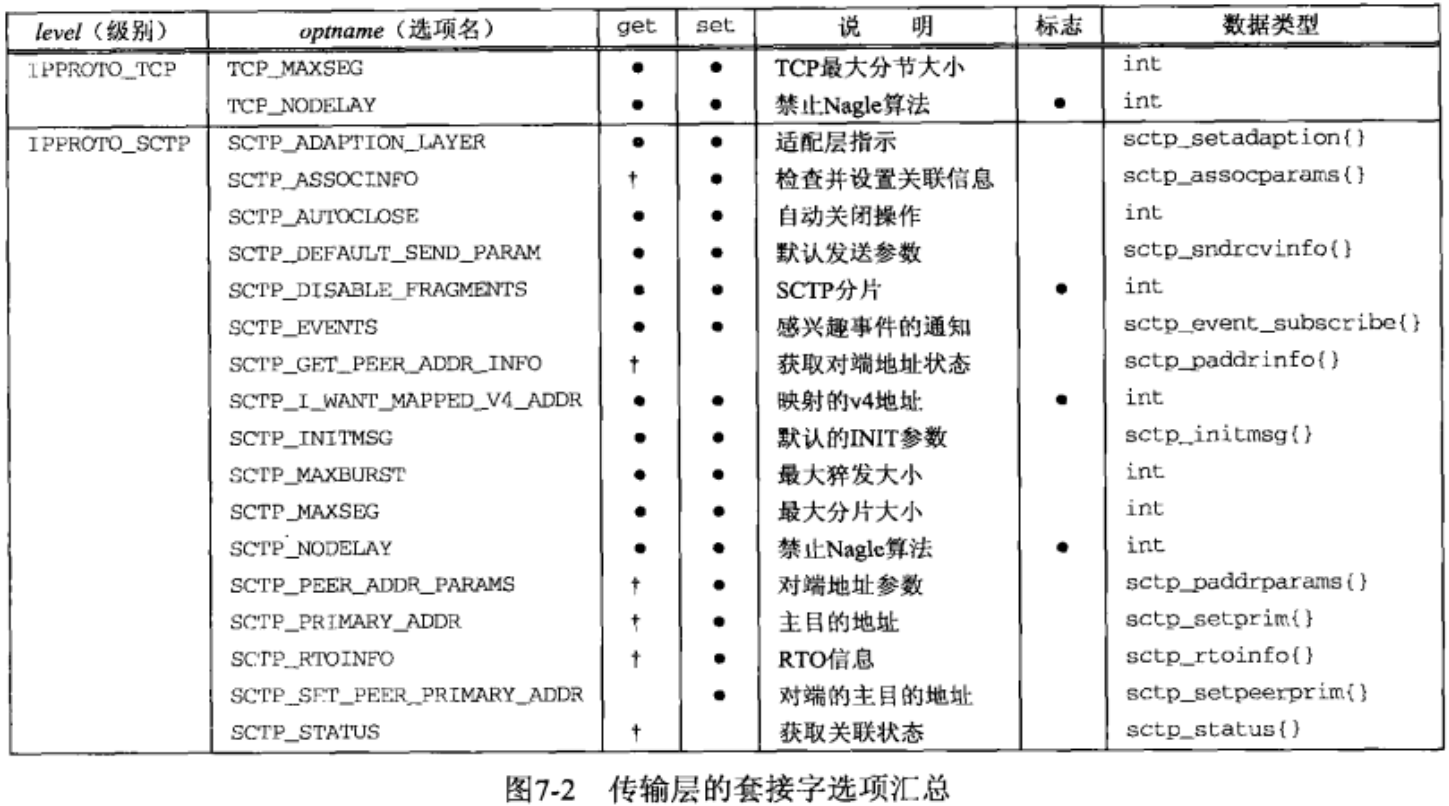 level（级别） optname（选项名） get set 说 明 标志 数据类型
IPPROTO_TCP TCP_MAXSEG ● ● TCP最大分节大小 int
TCP_NODELAY ● ● 禁止Nagle算法 ● int
IPPROTO_SCTP SCTP_ADAPTION_LAYER ● ● 适配层指示 sctp_setadaption{}
SCTP_ASSOCINFO † ● 检查并设置关联信息 sctp_assocparams{}
SCTP_AUTOCLOSE ● ● 自动关闭操作 int
SCTP_DEFAULT_SEND_PARAM ● ● 默认发送参数 sctp_sndrcvinfo{}
SCTP_DISABLE_FRAGMENTS ● ● SCTP分片 ● int
SCTP_EVENTS ● ● 感兴趣事件的通知 sctp_event_subscribe{}
SCTP_GET_PEER_ADDR_INFO † 获取对端地址状态 sctp_paddrinfo{}
SCTP_I_WANT_MAPPED_V4_ADDR ● ● 映射的v4地址 ● int
SCTP_INITMSG ● ● 默认的INIT参数 sctp_initmsg{}
SCTP_MAXBURST ● ● 最大猝发大小 int
SCTP_MAXSEG ● ● 最大分片大小 int
SCTP_NODELAY ● ● 禁止Nagle算法 ● int
SCTP_PEER_ADDR_PARAMS † ● 对端地址参数 sctp_paddrparams{}
SCTP_PRIMARY_ADDR † ● 主目的地址 sctp_setprim{}
SCTP_RTOINFO † ● RTO信息 sctp_rtoinfo{}
SCTP_SET_PEER_PRIMARY_ADDR ● 对端的主目的地址 sctp_setpeerprim{}
SCTP_STATUS † 获取关联状态 sctp_status{}
图7-2 传输层的套接字选项汇总